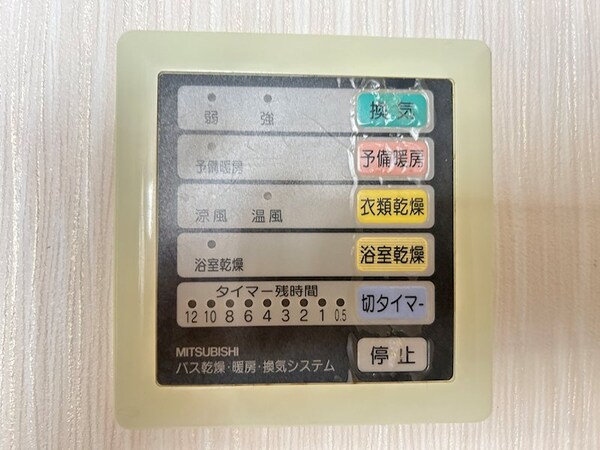 弱 強 換気
予備暖房 予備暖房
涼風 温風 衣類乾燥
浴室乾燥 浴室乾燥
タイマー残時間
12 10 8 6 4 3 2 1 0.5 切タイマー
MITSUBISHI
バス乾燥・暖房・換気システム
停止